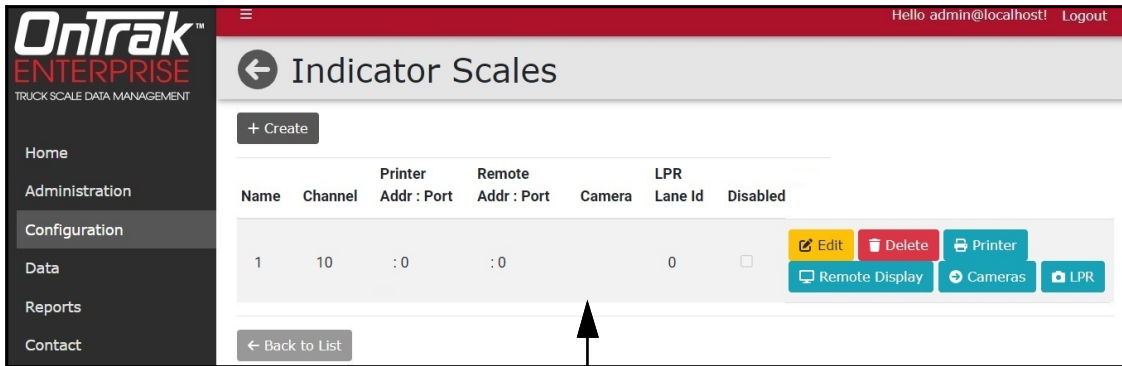 OnTrak™
ENTERPRISE
TRUCK SCALE DATA MANAGEMENT
Home
Administration
Configuration
Data
Reports
Contact
Hello admin@localhost! Logout
Indicator Scales
+ Create
Name Channel Printer Addr : Port Remote Addr : Port Camera LPR Lane Id Disabled
1 10 : 0 : 0 0
Edit Delete Printer
Remote Display Cameras LPR
← Back to List